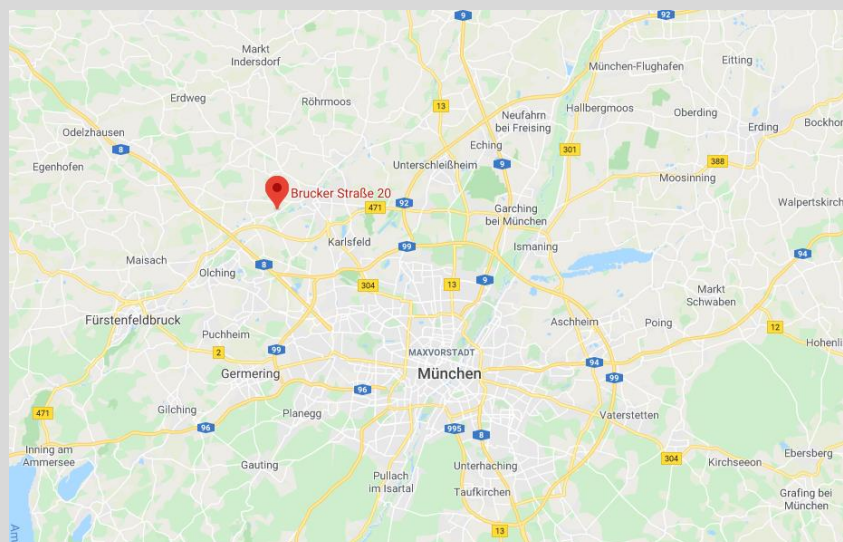 9
92
Markt
Indersdorf
München-Flughafen
Eitting
Erdweg
Röhrmoos
13
Neufahrn
bei Freising
Hallbergmoos
Oberding
Erding
Bockho
Odelzhausen
8
Eching
301
388
Egenhofen
Unterschleißheim
9
Moosinning
Brucker Straße 20
471
92
Garching
bei München
Walpertskirch
Karlsfeld
99
Ismaning
94
Maisach
Olching
8
304
13
9
Markt
Schwaben
Fürstenfeldbruck
Puchheim
Aschheim
Poing
12
Hohenli
2
99
MAXVORSTADT
94
Germering
München
99
96
471
Gilching
Planegg
96
995
8
Vaterstetten
Inning am
Ammersee
Gauting
Unterhaching
304
Kirchseeon
Ebersberg
Pullach
im Isartal
Taufkirchen
Grafing bei
München
13
Am